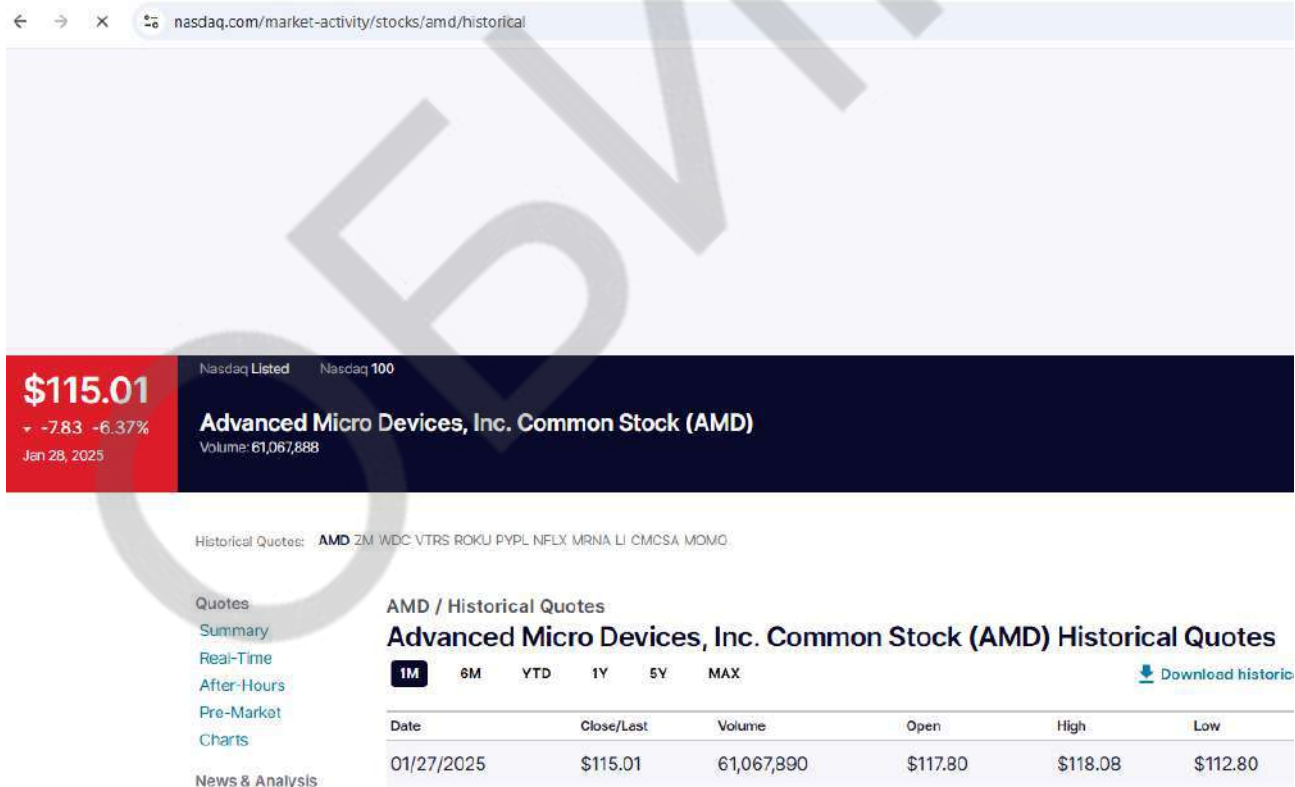 nasdaq.com/market-activity/stocks/amd/historical
Nasdaq Listed Nasdaq 100
$115.01
-7.83 -6.37%
Jan 28, 2025
Advanced Micro Devices, Inc. Common Stock (AMD)
Volume: 61,067,888
Historical Quotes: AMD ZM WDC VTRS ROKU PYPL NFLX MRNA LI CMCSA MOMO
Quotes
Summary
Real-Time
After-Hours
Pre-Market
Charts
News & Analysis
AMD / Historical Quotes
Advanced Micro Devices, Inc. Common Stock (AMD) Historical Quotes
1M 6M YTD 1Y 5Y MAX
Download historic
Date Close/Last Volume Open High Low
01/27/2025 $115.01 61,067,890 $117.80 $118.08 $112.80